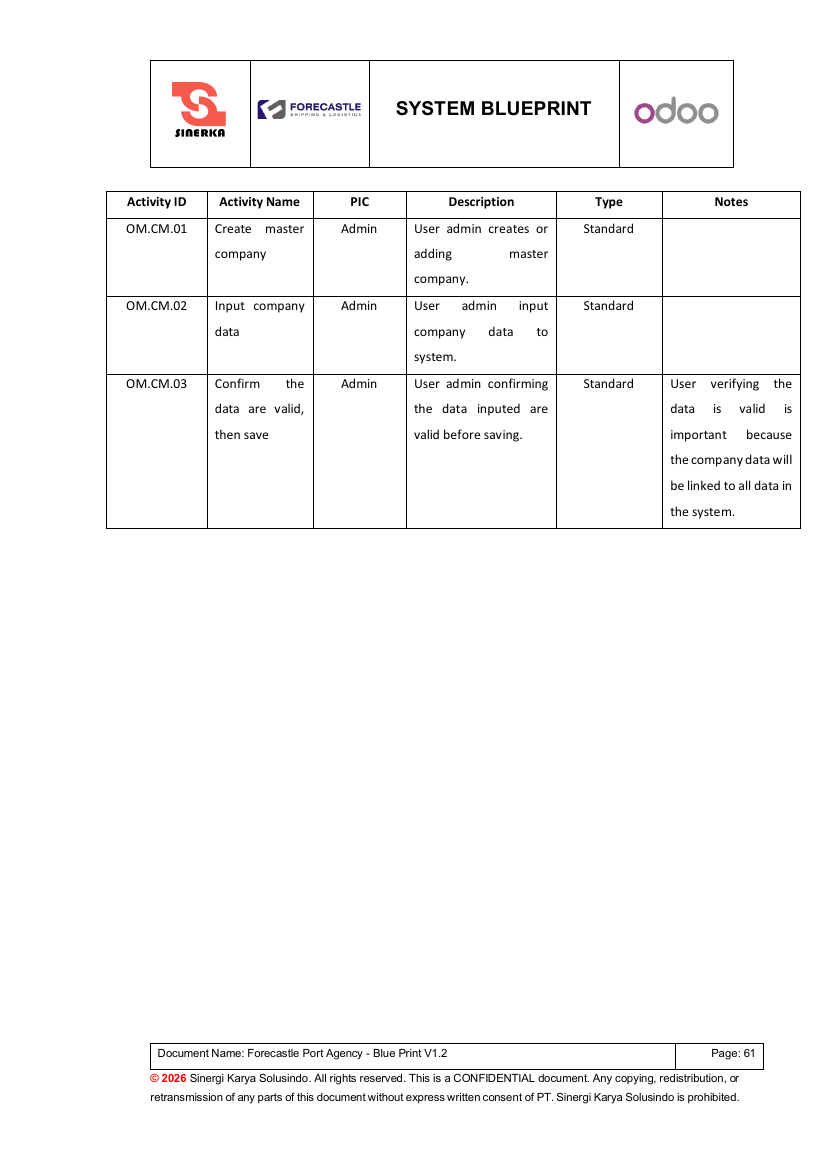 SINERKA
FORECASTLE
SHIPPING & LOGISTICS
SYSTEM BLUEPRINT
odoo
Activity ID
Activity Name
PIC
Description
Type
Notes
OM.CM.01
Create master
company
Admin
User admin creates or
adding master
company.
Standard
OM.CM.02
Input company
data
Admin
User admin input
company data to
system.
Standard
OM.CM.03
Confirm the
data are valid,
then save
Admin
User admin confirming
the data inputed are
valid before saving.
Standard
User verifying the
data is valid is
important because
the company data will
be linked to all data in
the system.
Document Name: Forecastle Port Agency - Blue Print V1.2
Page: 61
© 2026 Sinergi Karya Solusindo. All rights reserved. This is a CONFIDENTIAL document. Any copying, redistribution, or
retransmission of any parts of this document without express written consent of PT. Sinergi Karya Solusindo is prohibited.